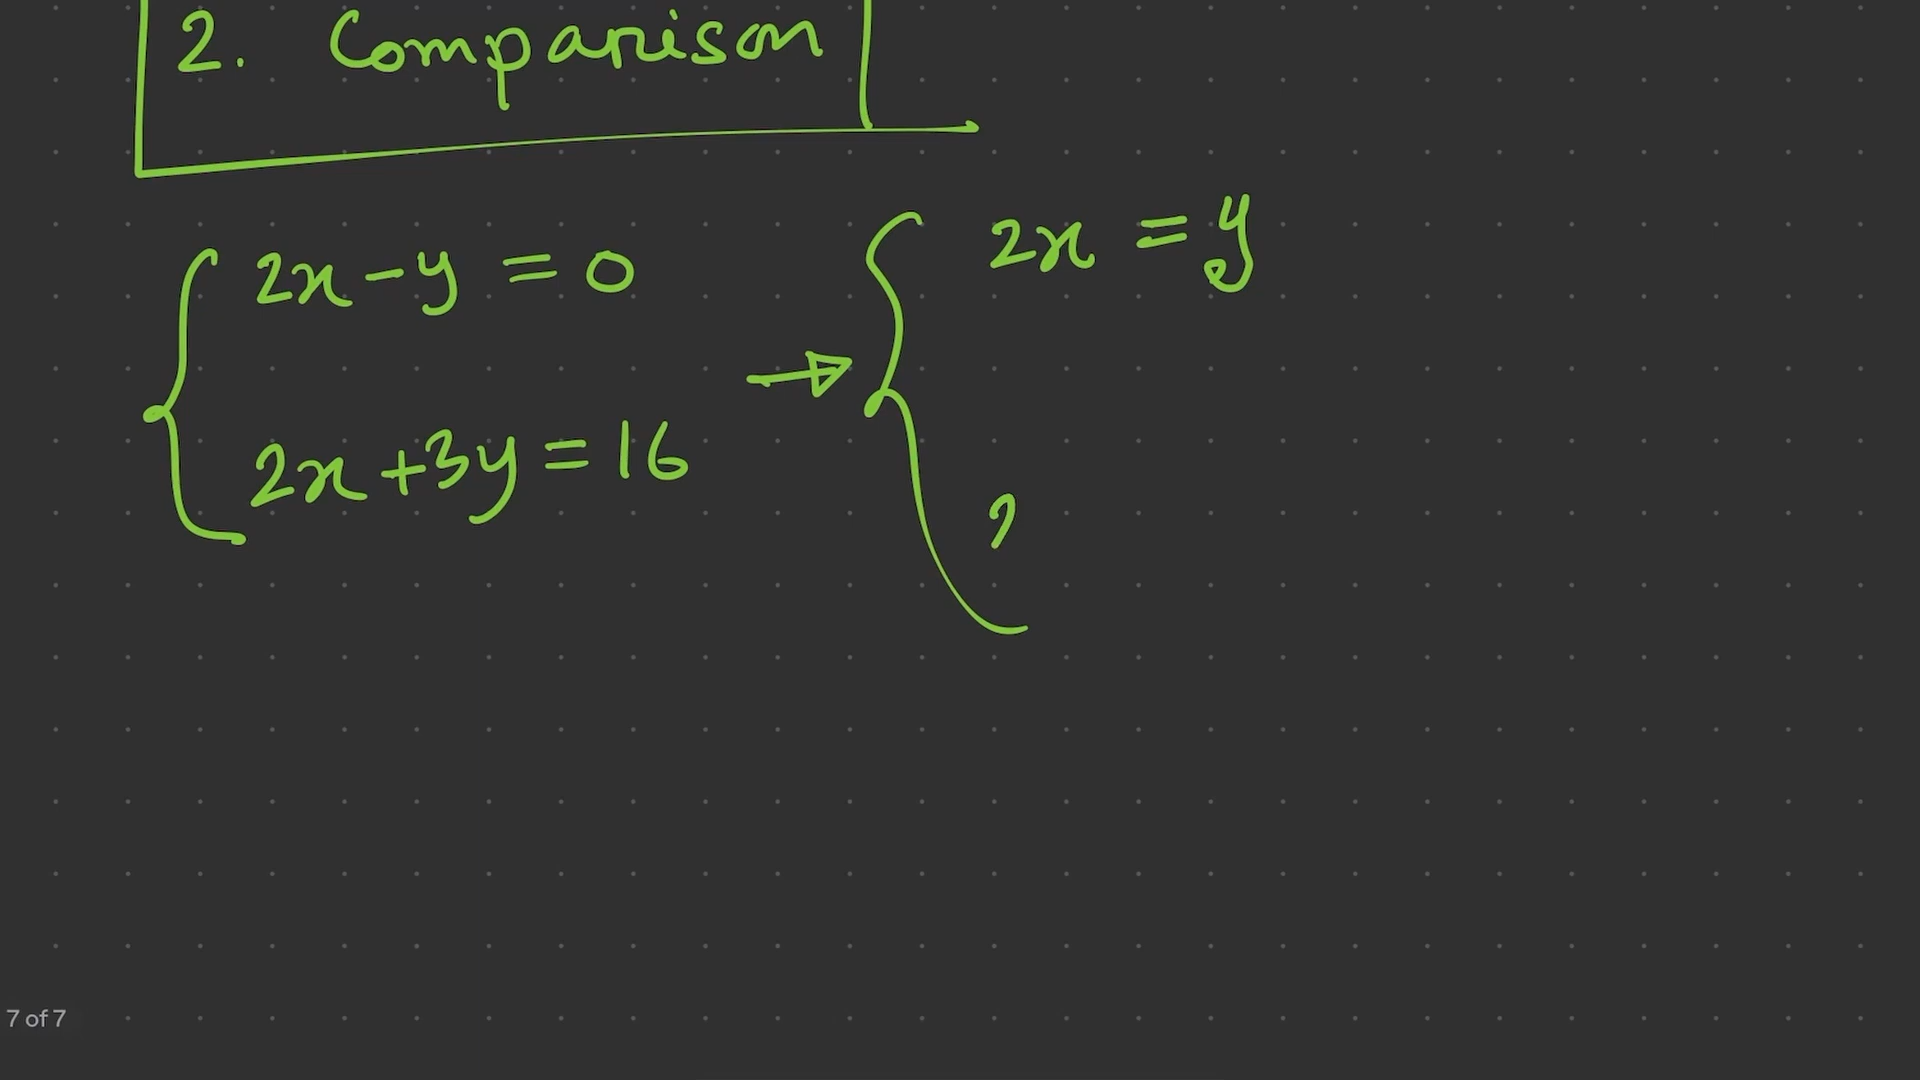 2. Comparison
2x - y = 0
2x + 3y = 16
2x = y
7 of 7